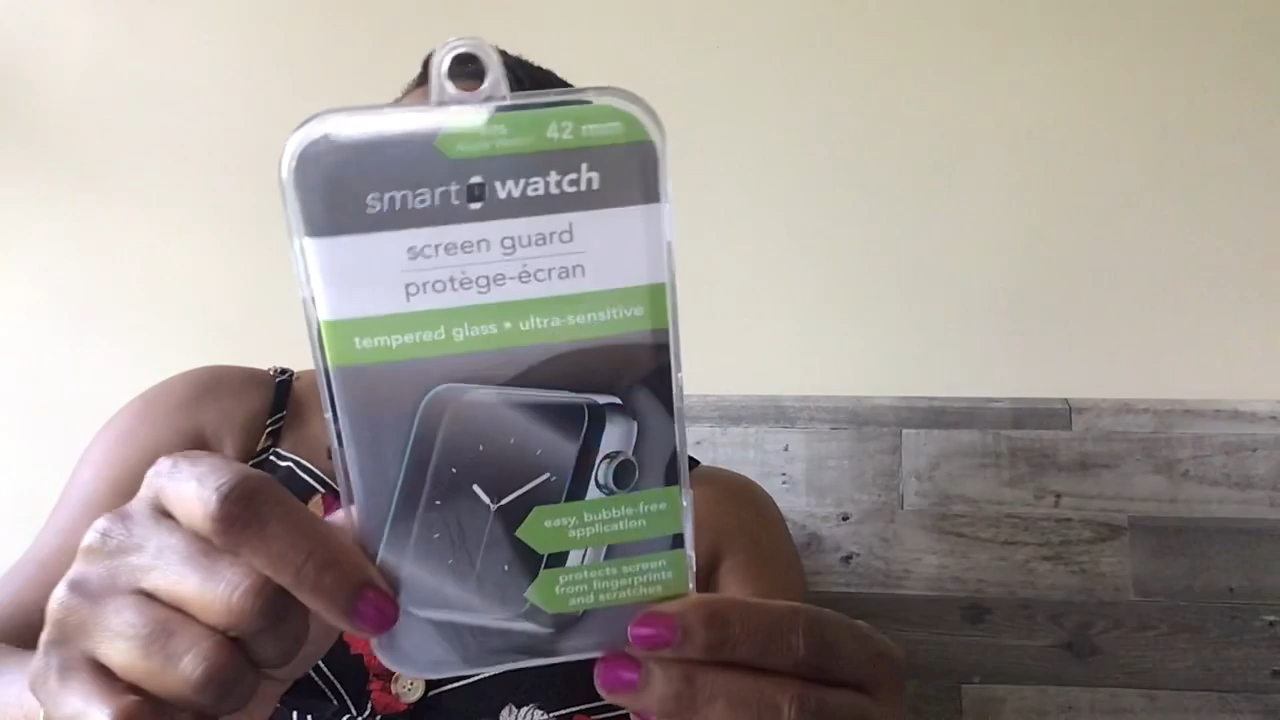 42
smart watch
screen guard
protège-écran
tempered glass • ultra-sensitive
easy, bubble-free
application
protects screen
from fingerprints
and scratches